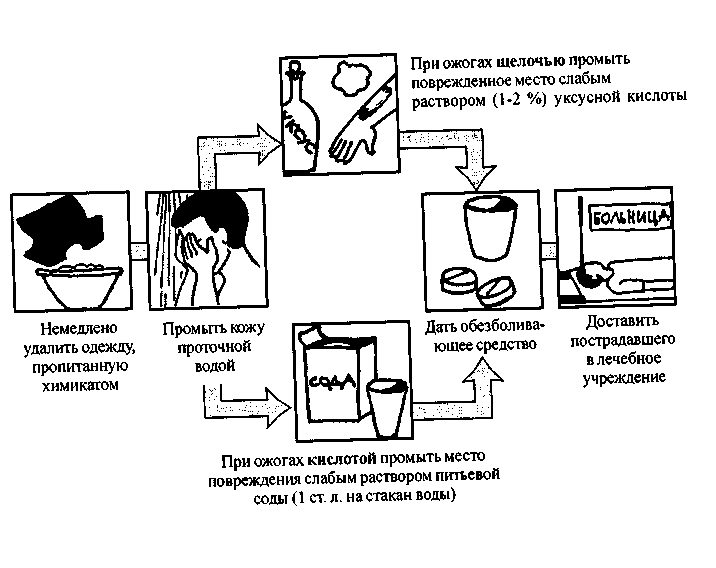 При ожогах щелочью промыть
поврежденное место слабым
раствором (1-2 %) уксусной кислоты
УКСУС
БОЛЬНИЦА
Немедлено
удалить одежду,
пропитанную
химикатом
Промыть кожу
проточной
водой
Дать обезболива-
ющее средство
Доставить
пострадавшего
в лечебное
учреждение
СОДА
При ожогах кислотой промыть место
повреждения слабым раствором питьевой
соды (1 ст. л. на стакан воды)